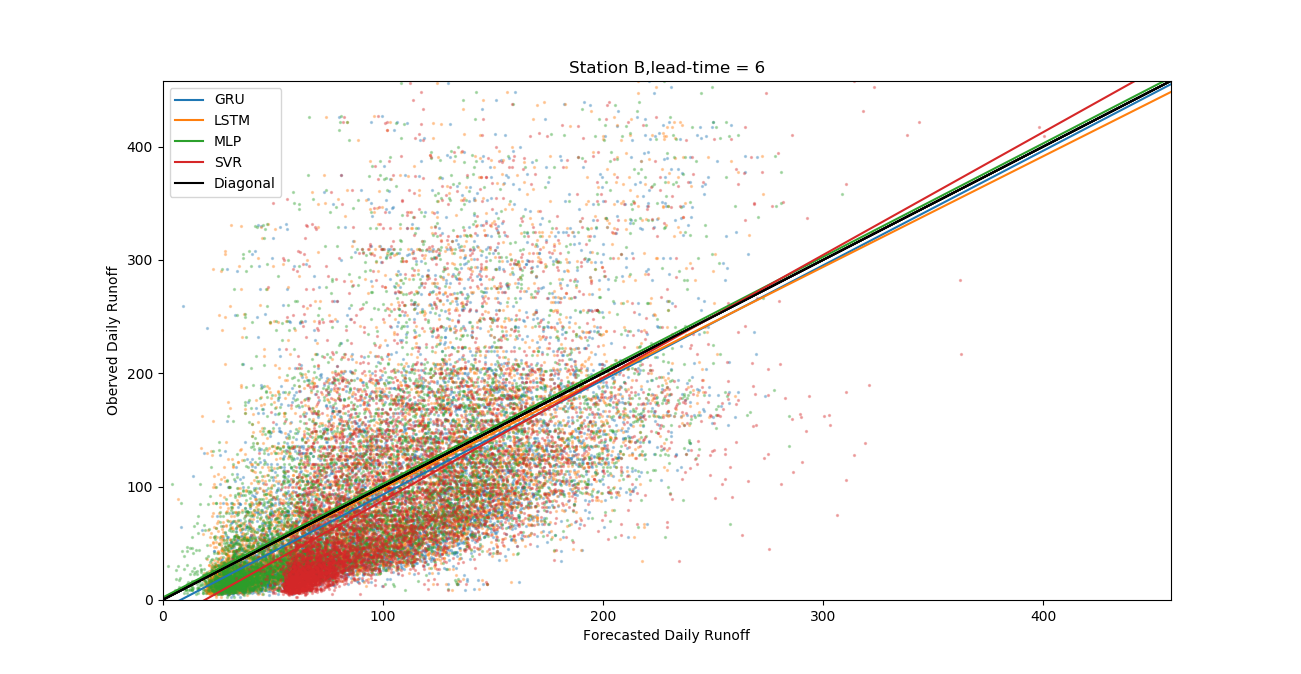 Station B,lead-time = 6
GRU
LSTM
MLP
SVR
Diagonal
Oberved Daily Runoff
400
300
200
100
0
0 100 200 300 400
Forecasted Daily Runoff